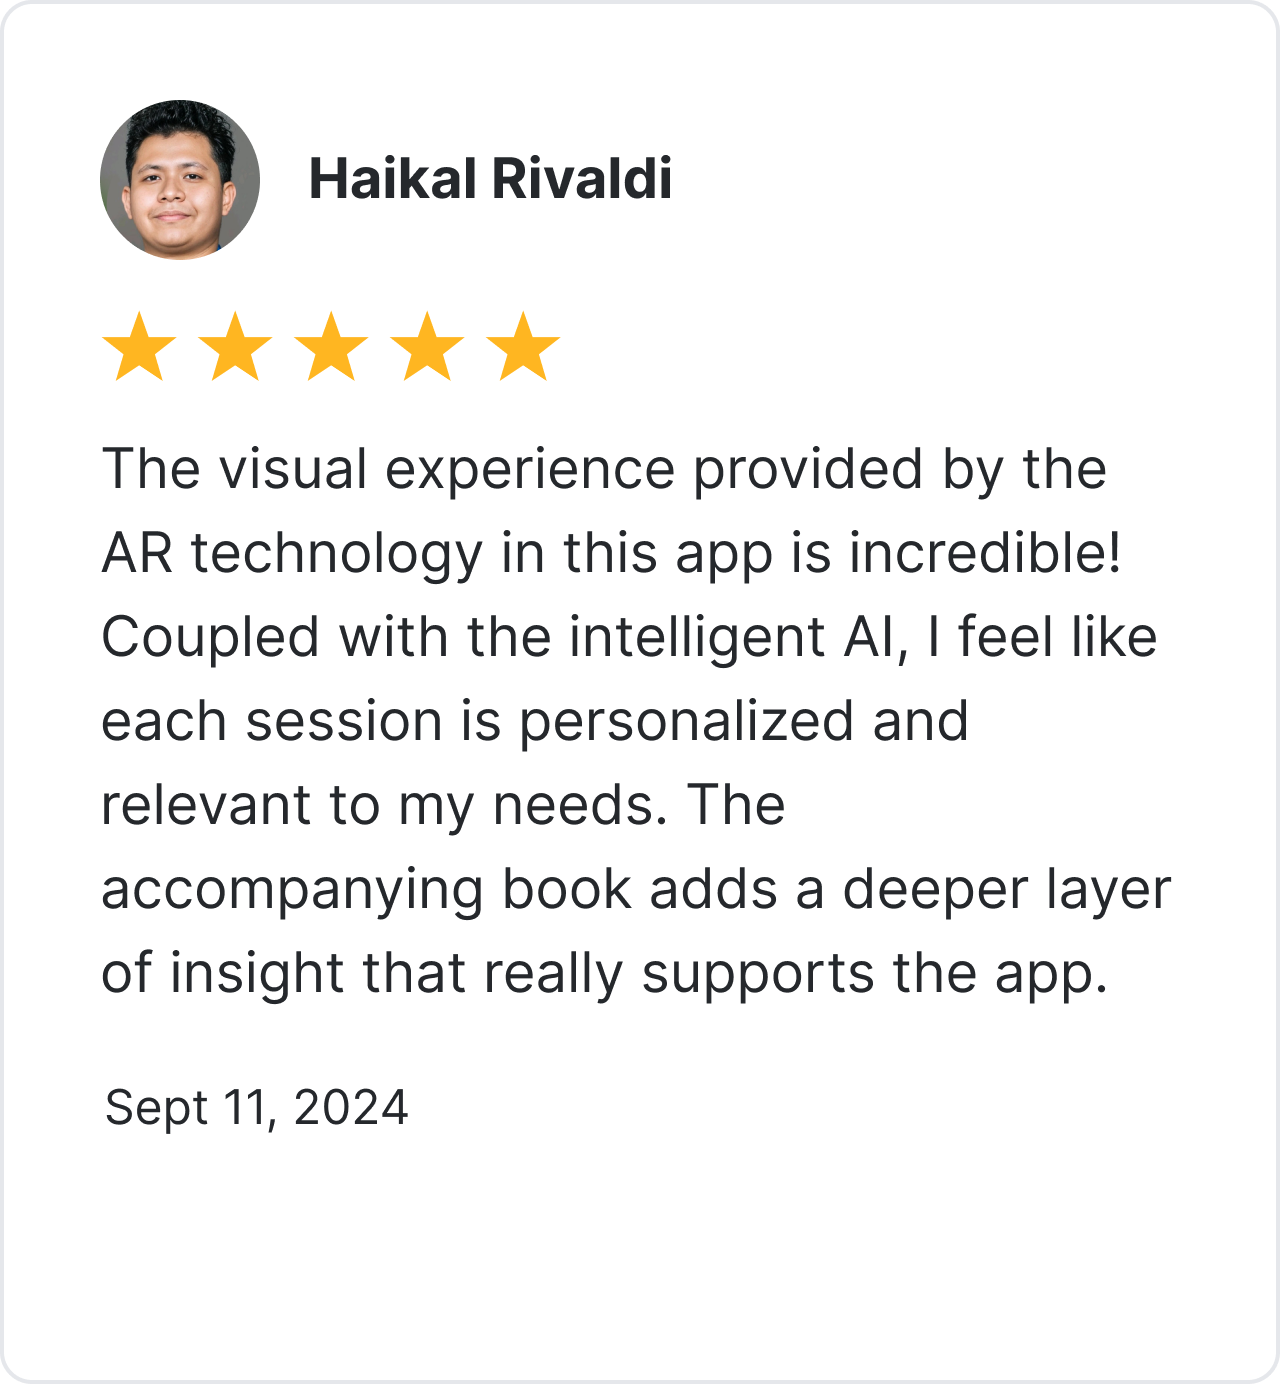 Haikal Rivaldi
The visual experience provided by the
AR technology in this app is incredible!
Coupled with the intelligent AI, I feel like
each session is personalized and
relevant to my needs. The
accompanying book adds a deeper layer
of insight that really supports the app.
Sept 11, 2024